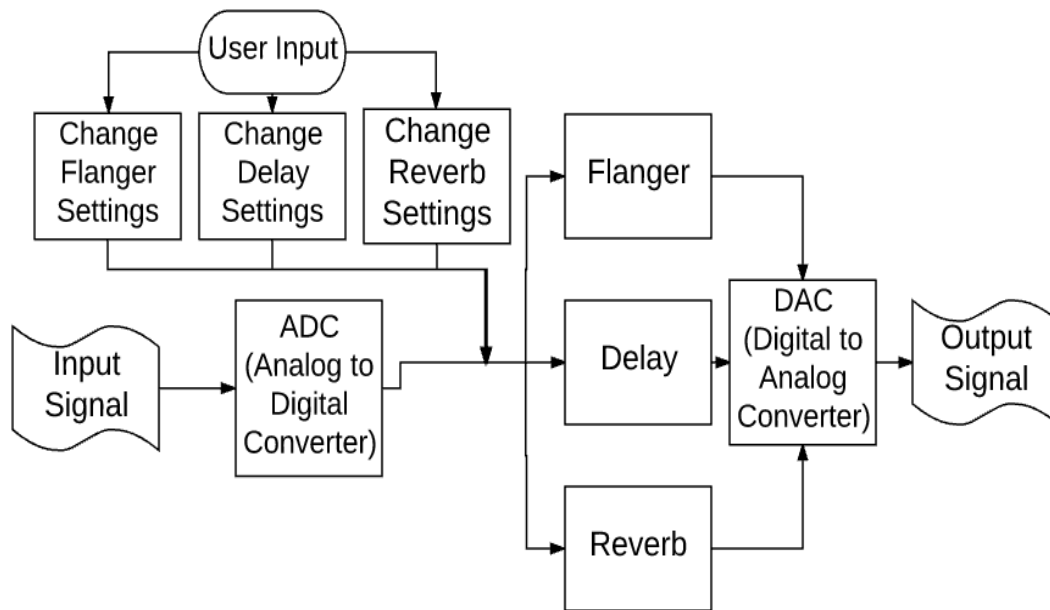 User Input
Change
Flanger
Settings
Change
Delay
Settings
Change
Reverb
Settings
Flanger
Input
Signal
ADC
(Analog to
Digital
Converter)
Delay
DAC
(Digital to
Analog
Converter)
Output
Signal
Reverb